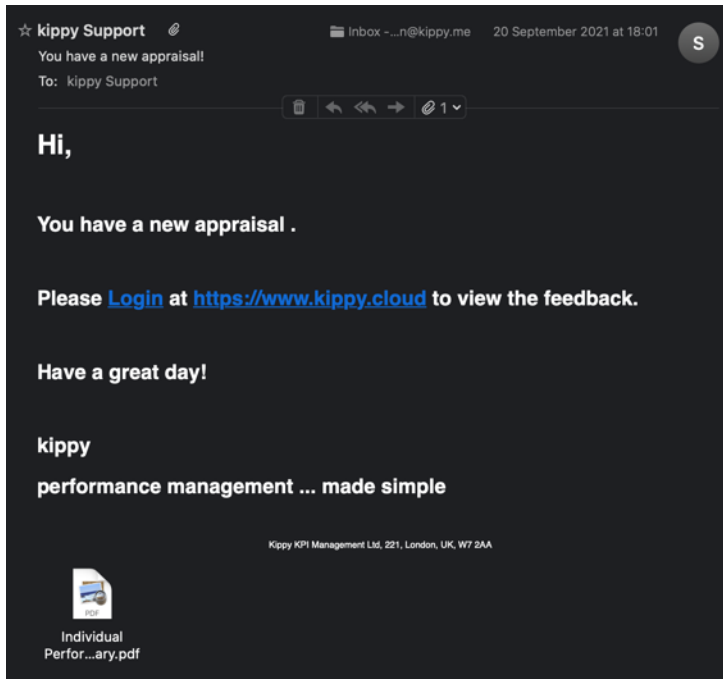 kippy Support
Inbox -...n@kippy.me
20 September 2021 at 18:01
S
You have a new appraisal!
To: kippy Support
1
Hi,
You have a new appraisal .
Please Login at https://www.kippy.cloud to view the feedback.
Have a great day!
kippy
performance management ... made simple
Kippy KPI Management Ltd, 221, London, UK, W7 2AA
PDF
Individual
Perfor...ary.pdf